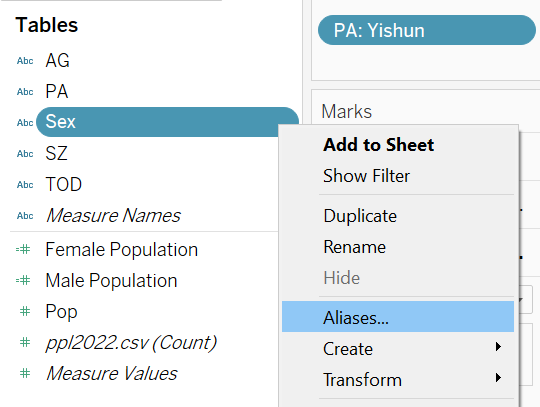 Tables
Abc AG
Abc PA
Abc Sex
Abc SZ
Abc TOD
Abc Measure Names
Female Population
Male Population
Pop
ppl2022.csv (Count)
Measure Values
PA: Yishun
Marks
Add to Sheet
Show Filter
Duplicate
Rename
Hide
Aliases...
Create
Transform